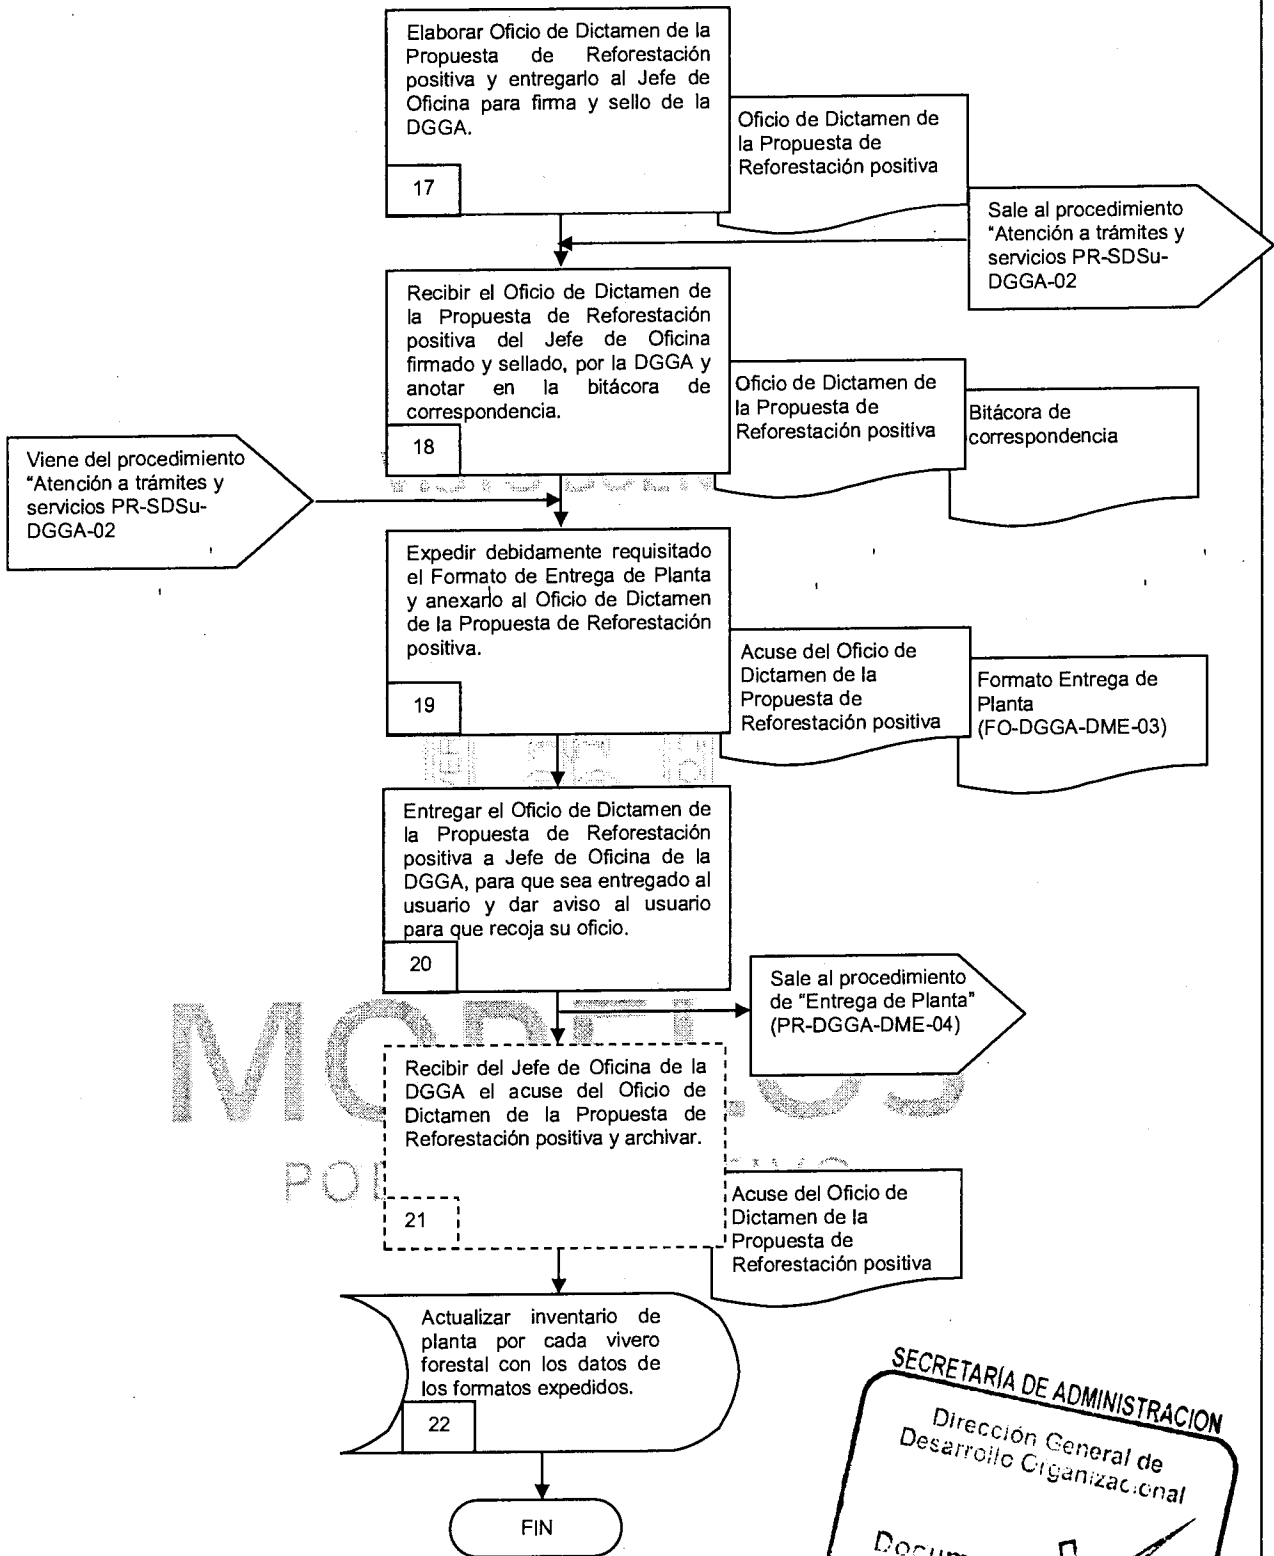 Elaborar Oficio de Dictamen de la
Propuesta de Reforestación
positiva y entregarlo al Jefe de
Oficina para firma y sello de la
DGGA.
17
Oficio de Dictamen de
la Propuesta de
Reforestación positiva
Sale al procedimiento
"Atención a trámites y
servicios PR-SDSu-
DGGA-02
Recibir el Oficio de Dictamen de
la Propuesta de Reforestación
positiva del Jefe de Oficina
firmado y sellado, por la DGGA y
anotar en la bitácora de
correspondencia.
18
Oficio de Dictamen de
la Propuesta de
Reforestación positiva
Bitácora de
correspondencia
Viene del procedimiento
"Atención a trámites y
servicios PR-SDSu-
DGGA-02
Expedir debidamente requisitado
el Formato de Entrega de Planta
y anexarlo al Oficio de Dictamen
de la Propuesta de Reforestación
positiva.
19
Acuse del Oficio de
Dictamen de la
Propuesta de
Reforestación positiva
Formato Entrega de
Planta
(FO-DGGA-DME-03)
Entregar el Oficio de Dictamen de
la Propuesta de Reforestación
positiva a Jefe de Oficina de la
DGGA, para que sea entregado al
usuario y dar aviso al usuario
para que recoja su oficio.
20
Sale al procedimiento
de "Entrega de Planta"
(PR-DGGA-DME-04)
Recibir del Jefe de Oficina de la
DGGA el acuse del Oficio de
Dictamen de la Propuesta de
Reforestación positiva y archivar.
21
Acuse del Oficio de
Dictamen de la
Propuesta de
Reforestación positiva
Actualizar inventario de
planta por cada vivero
forestal con los datos de
los formatos expedidos.
22
FIN
SECRETARÍA DE ADMINISTRACION
Dirección General de
Desarrollo Organizacional